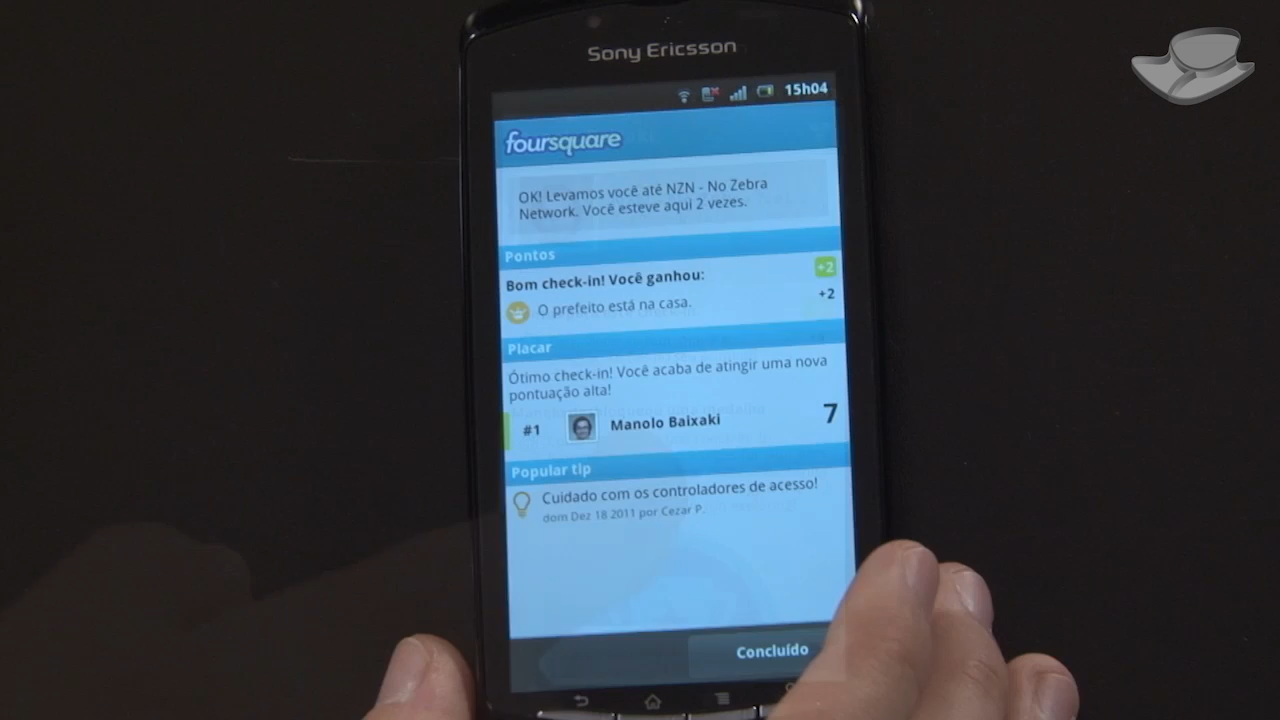 Sony Ericsson
15h04
foursquare
OK! Levamos você até NZN - No Zebra
Network. Você esteve aqui 2 vezes.
Pontos
Bom check-in! Você ganhou: +2
O prefeito está na casa. +2
Placar
Ótimo check-in! Você acaba de atingir uma nova
pontuação alta!
#1 Manolo Baixaki 7
Popular tip
Cuidado com os controladores de acesso!
dom Dez 18 2011 por Cezar P.
Concluído